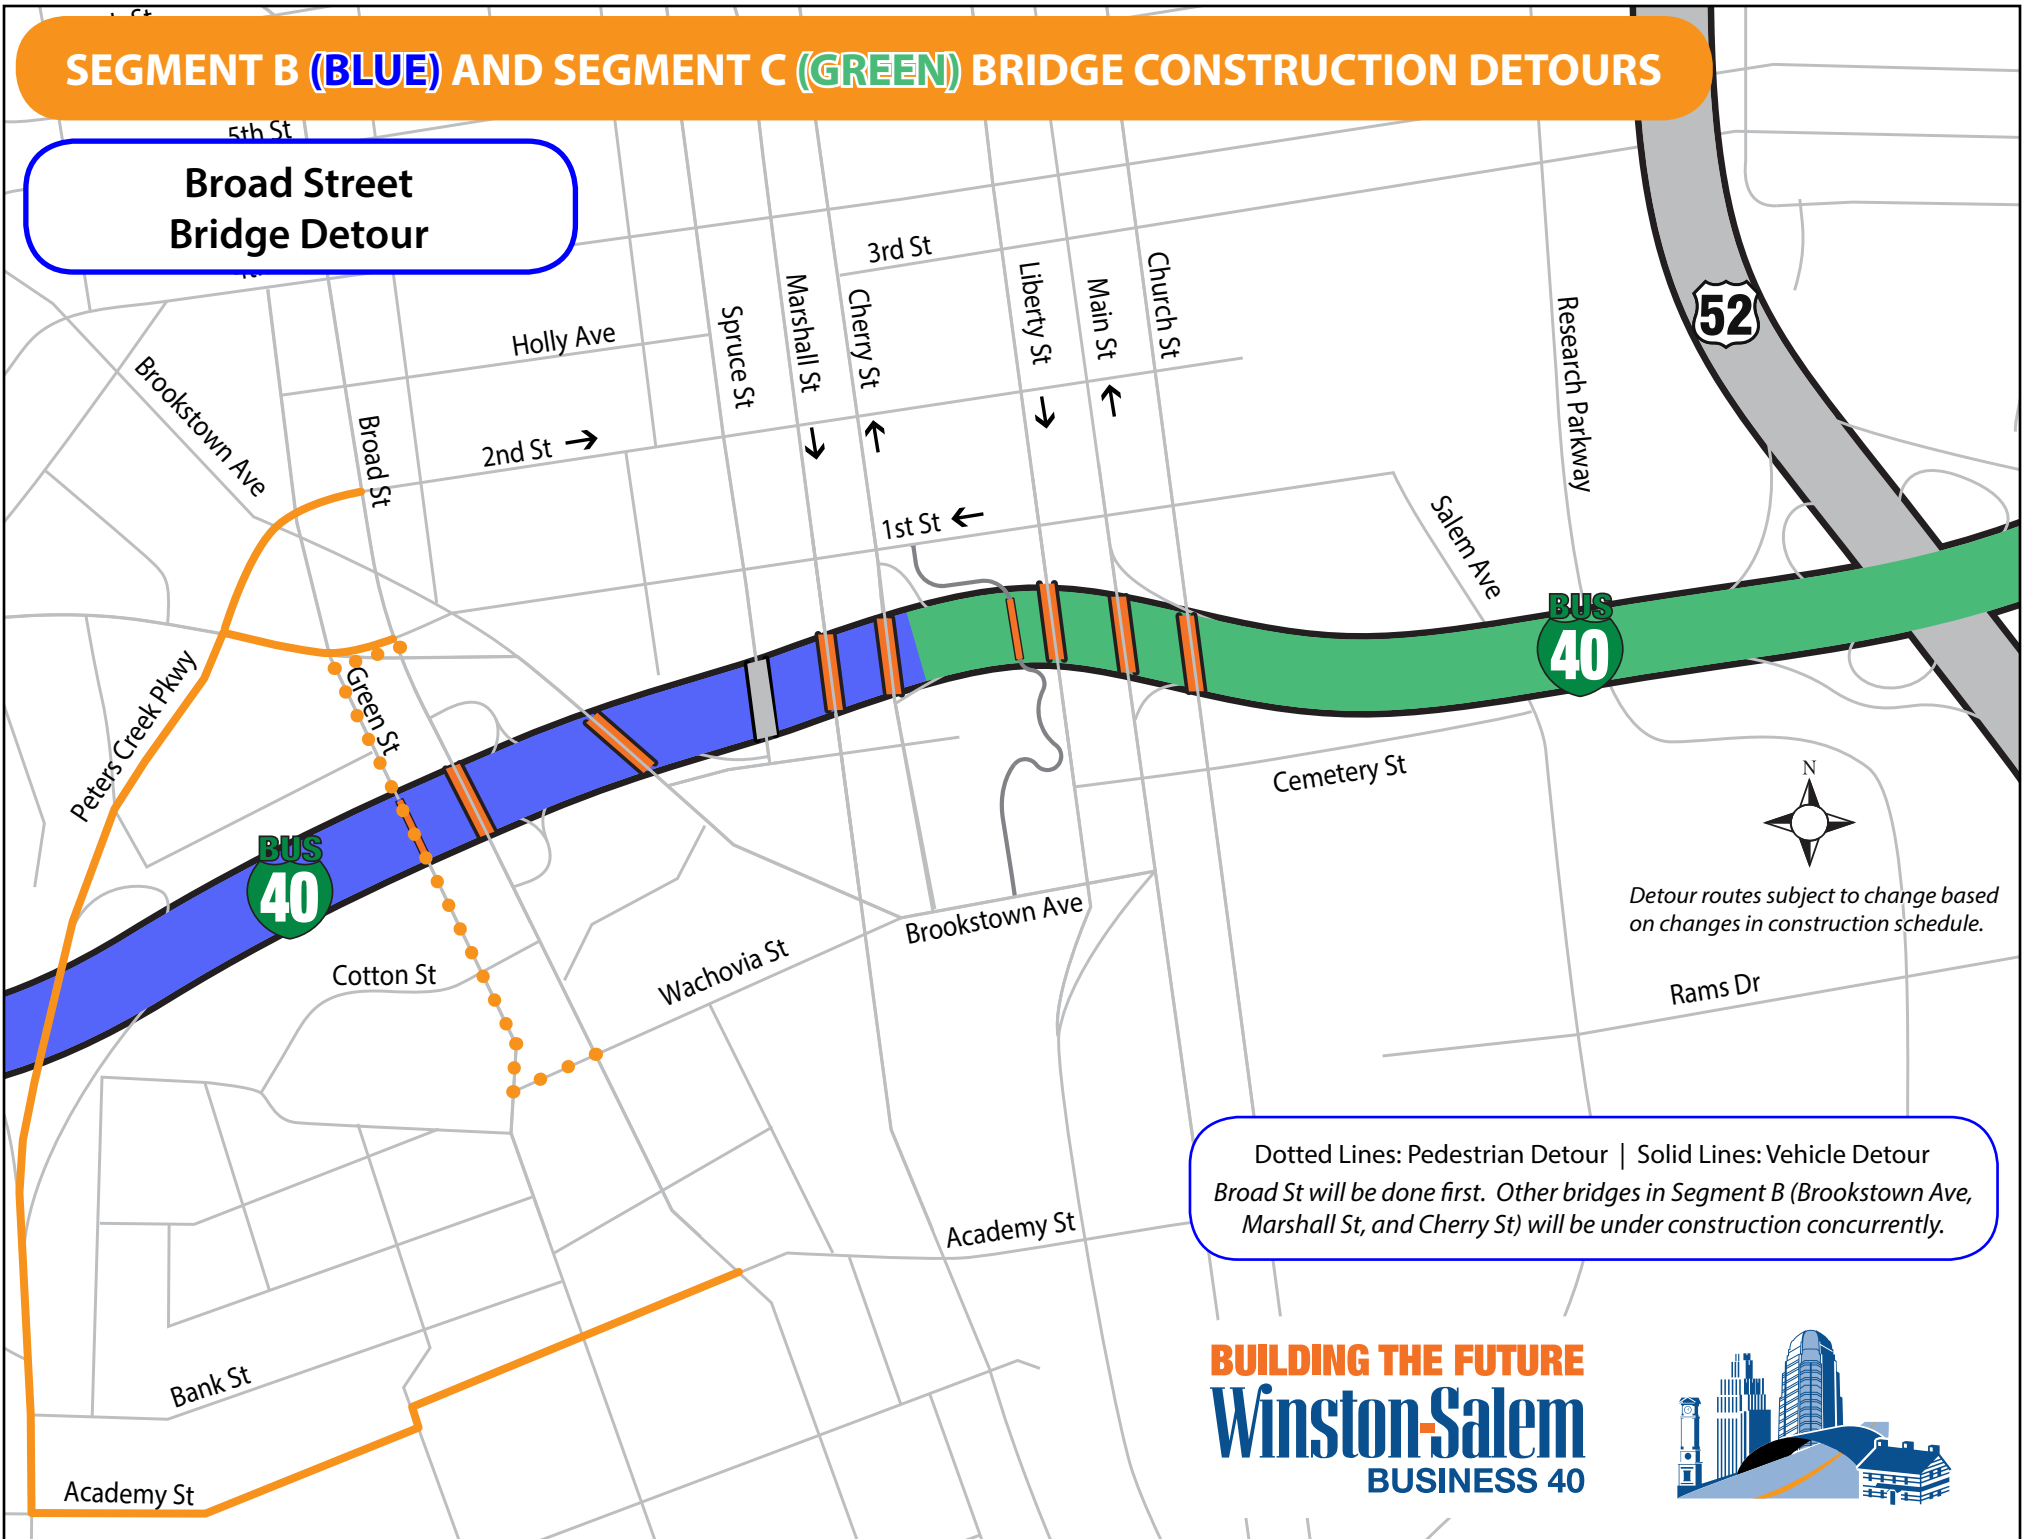 SEGMENT B (BLUE) AND SEGMENT C (GREEN) BRIDGE CONSTRUCTION DETOURS
5th St
Broad Street
Bridge Detour
3rd St
Holly Ave
Spruce St
Marshall St
Cherry St
Liberty St
Main St
Church St
Research Parkway
52
Brookstown Ave
Broad St
2nd St
1st St
Salem Ave
BUS
40
Peters Creek Pkwy
Green St
BUS
40
Cemetery St
N
Detour routes subject to change based
on changes in construction schedule.
Brookstown Ave
Wachovia St
Cotton St
Rams Dr
Dotted Lines: Pedestrian Detour | Solid Lines: Vehicle Detour
Broad St will be done first. Other bridges in Segment B (Brookstown Ave,
Marshall St, and Cherry St) will be under construction concurrently.
Academy St
Bank St
Academy St
BUILDING THE FUTURE
Winston-Salem
BUSINESS 40